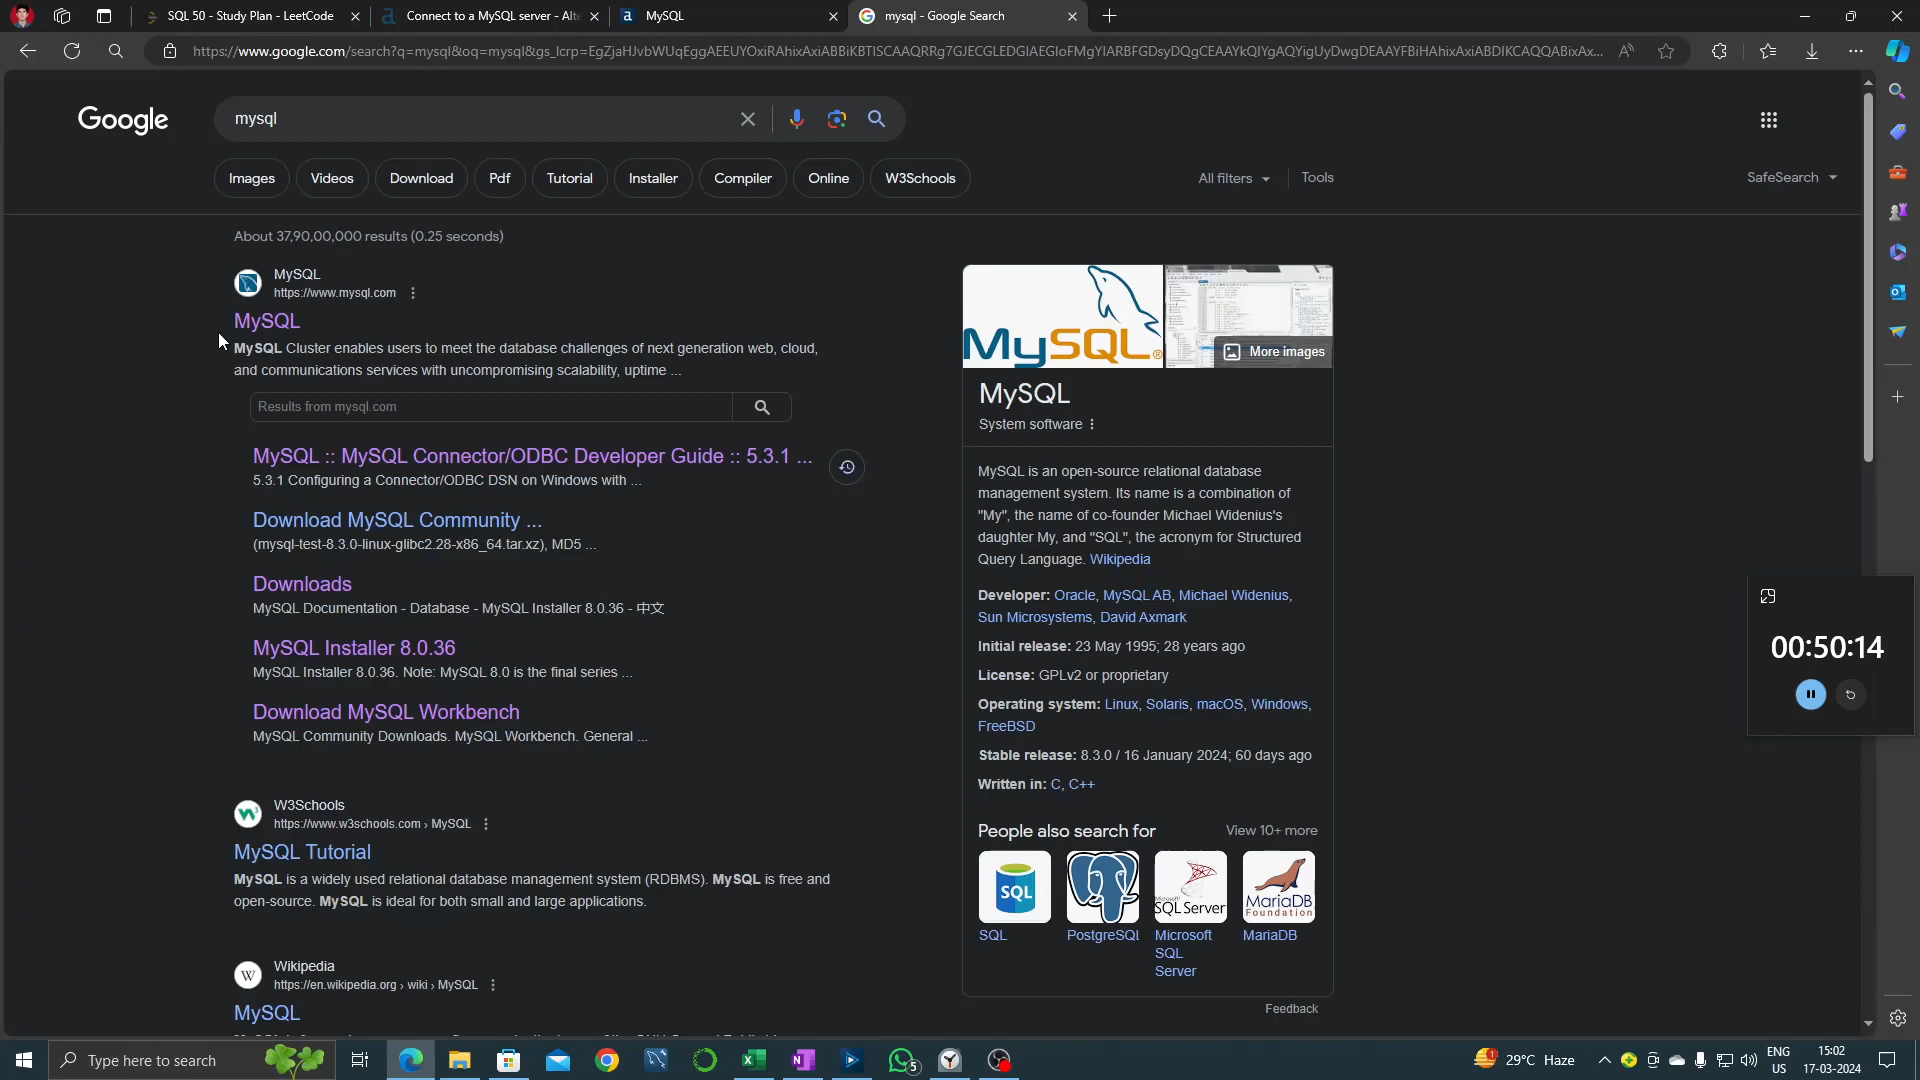 SQL 50 - Study Plan - LeetCode
Connect to a MySQL server - Alte
MySQL
mysql - Google Search
https://www.google.com/search?q=mysql&oq=mysql&gs_lcrp=EgZjaHJvbWUqEggAEEUYOxiRAhixAxiABBiKBTISCAAQRRg7GJECGLEDGIAEGIoFMgYIARBFGDsyDQgCEAAYkQIYgAQYigUyDwgDEAAYFBiHAhixAxiABDIKCAQQABixAx...
Google
mysql
Images
Videos
Download
Pdf
Tutorial
Installer
Compiler
Online
W3Schools
All filters
Tools
SafeSearch
About 37,90,00,000 results (0.25 seconds)
MySQL
https://www.mysql.com
MySQL
MySQL Cluster enables users to meet the database challenges of next generation web, cloud,
and communications services with uncompromising scalability, uptime ...
Results from mysql.com
MySQL :: MySQL Connector/ODBC Developer Guide :: 5.3.1 ...
5.3.1 Configuring a Connector/ODBC DSN on Windows with ...
Download MySQL Community ...
(mysql-test-8.3.0-linux-glibc2.28-x86_64.tar.xz), MD5 ...
Downloads
MySQL Documentation - Database - MySQL Installer 8.0.36 - 中文
MySQL Installer 8.0.36
MySQL Installer 8.0.36. Note: MySQL 8.0 is the final series ...
Download MySQL Workbench
MySQL Community Downloads. MySQL Workbench. General ...
W3Schools
https://www.w3schools.com › MySQL
MySQL Tutorial
MySQL is a widely used relational database management system (RDBMS). MySQL is free and
open-source. MySQL is ideal for both small and large applications.
Wikipedia
https://en.wikipedia.org › wiki › MySQL
MySQL
MySQL®
More images
MySQL
System software
MySQL is an open-source relational database
management system. Its name is a combination of
"My", the name of co-founder Michael Widenius's
daughter My, and "SQL", the acronym for Structured
Query Language. Wikipedia
Developer: Oracle, MySQL AB, Michael Widenius,
Sun Microsystems, David Axmark
Initial release: 23 May 1995; 28 years ago
License: GPLv2 or proprietary
Operating system: Linux, Solaris, macOS, Windows,
FreeBSD
Stable release: 8.3.0 / 16 January 2024; 60 days ago
Written in: C, C++
People also search for
View 10+ more
SQL
SQL Server
MariaDB
Foundation
SQL
PostgreSQL
Microsoft
SQL
Server
MariaDB
Feedback
00:50:14
Type here to search
5
1
29°C Haze
ENG
US
15:02
17-03-2024